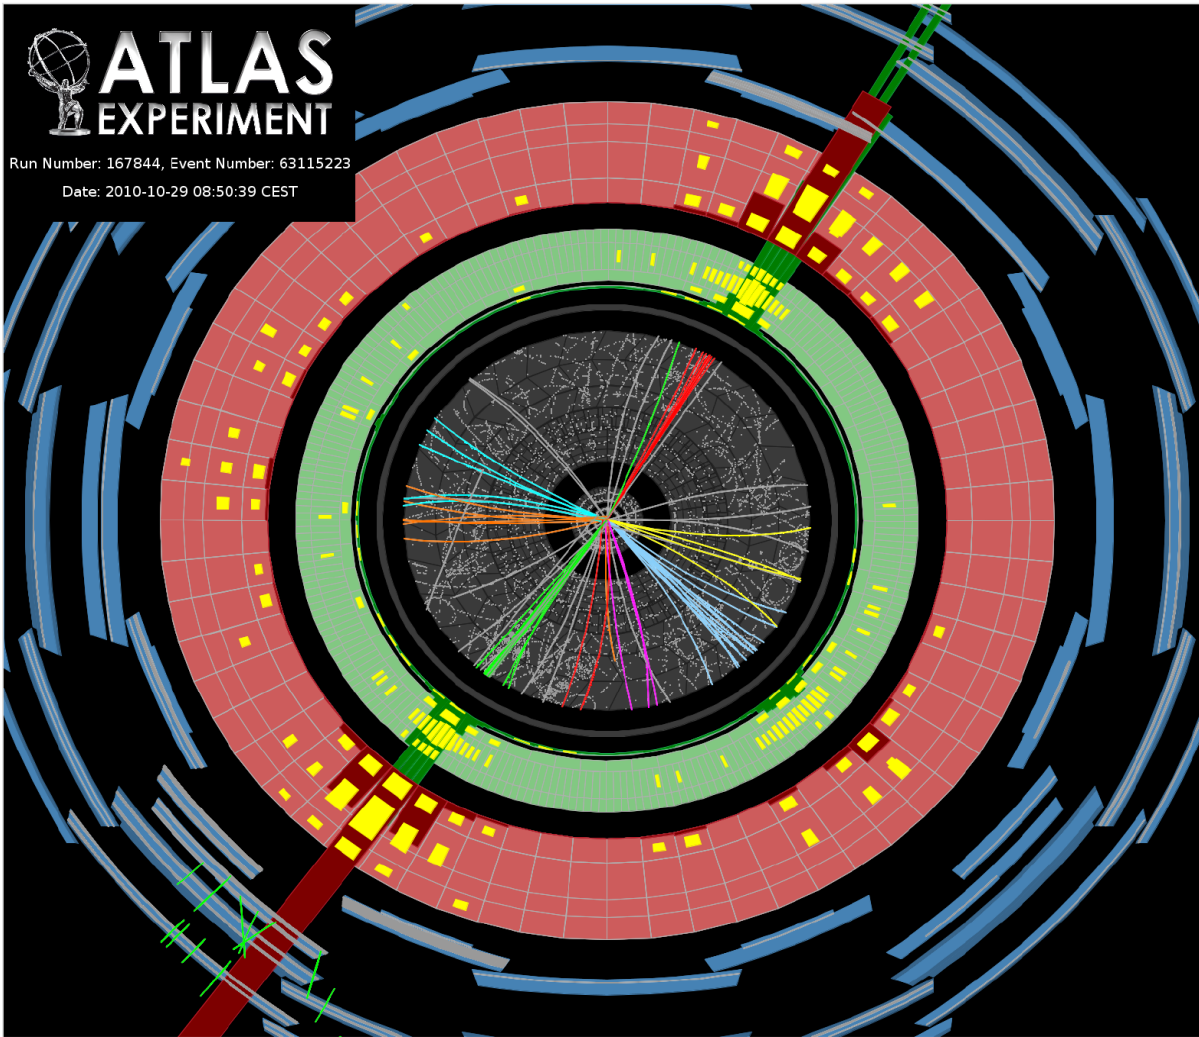 ATLAS
EXPERIMENT
Run Number: 167844, Event Number: 63115223
Date: 2010-10-29 08:50:39 CEST